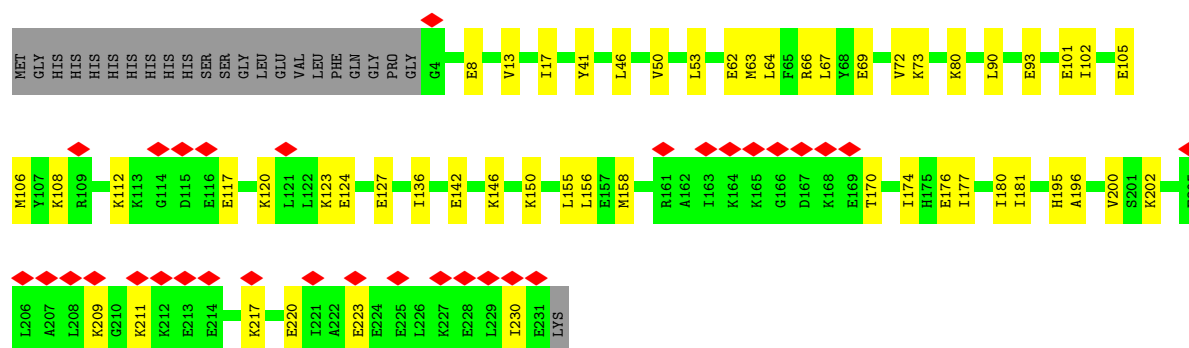 MET GLY HIS HIS HIS HIS HIS HIS HIS HIS SER SER GLY LEU GLU VAL LEU PHE GLN GLY PRO GLY G4 E8 V13 I17 Y41 L46 V50 L53 E62 M63 L64 F65 R66 L67 Y68 E69 V72 K73 K80 L90 E93 E101 I102 E105
M106 Y107 K108 R109 K112 K113 G114 D115 E116 E117 K120 L121 L122 K123 E124 E127 I136 E142 K146 K150 L155 L156 E157 M158 R161 A162 I163 K164 K165 G166 D167 K168 E169 T170 I174 H175 E176 I177 I180 I181 H195 A196 V200 S201 K202
L206 A207 L208 K209 G210 K211 K212 E213 E214 K217 E220 I221 A222 E223 E224 E225 L226 K227 E228 L229 I230 E231 LYS